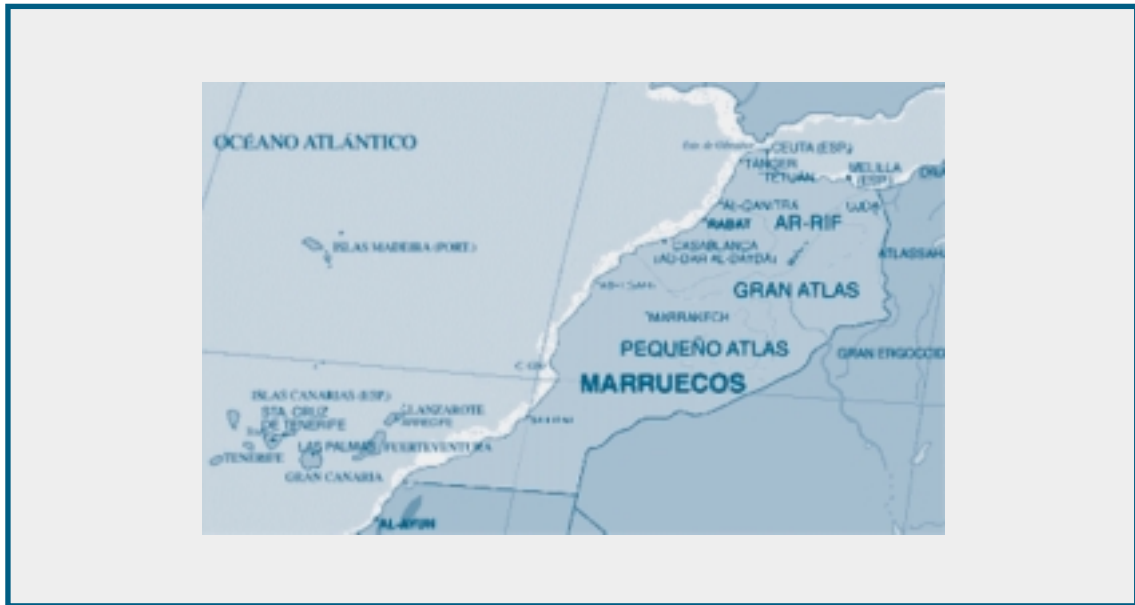 OCÉANO ATLÁNTICO
CEUTA (ESP.)
TÁNGER
TETUÁN
MELILLA
(ESP.)
AL-QANITRA
UJDA
RABAT
AR-RIF
ISLAS MADEIRA (PORT.)
CASABLANCA
(AD-DAR AL-BAYDA)
GRAN ATLAS
MARRAKECH
PEQUEÑO ATLAS
MARRUECOS
ISLAS CANARIAS (ESP.)
STA. CRUZ
DE TENERIFE
LANZAROTE
ARRECIFE
LAS PALMAS
FUERTEVENTURA
TENERIFE
GRAN CANARIA
AL-AYUN